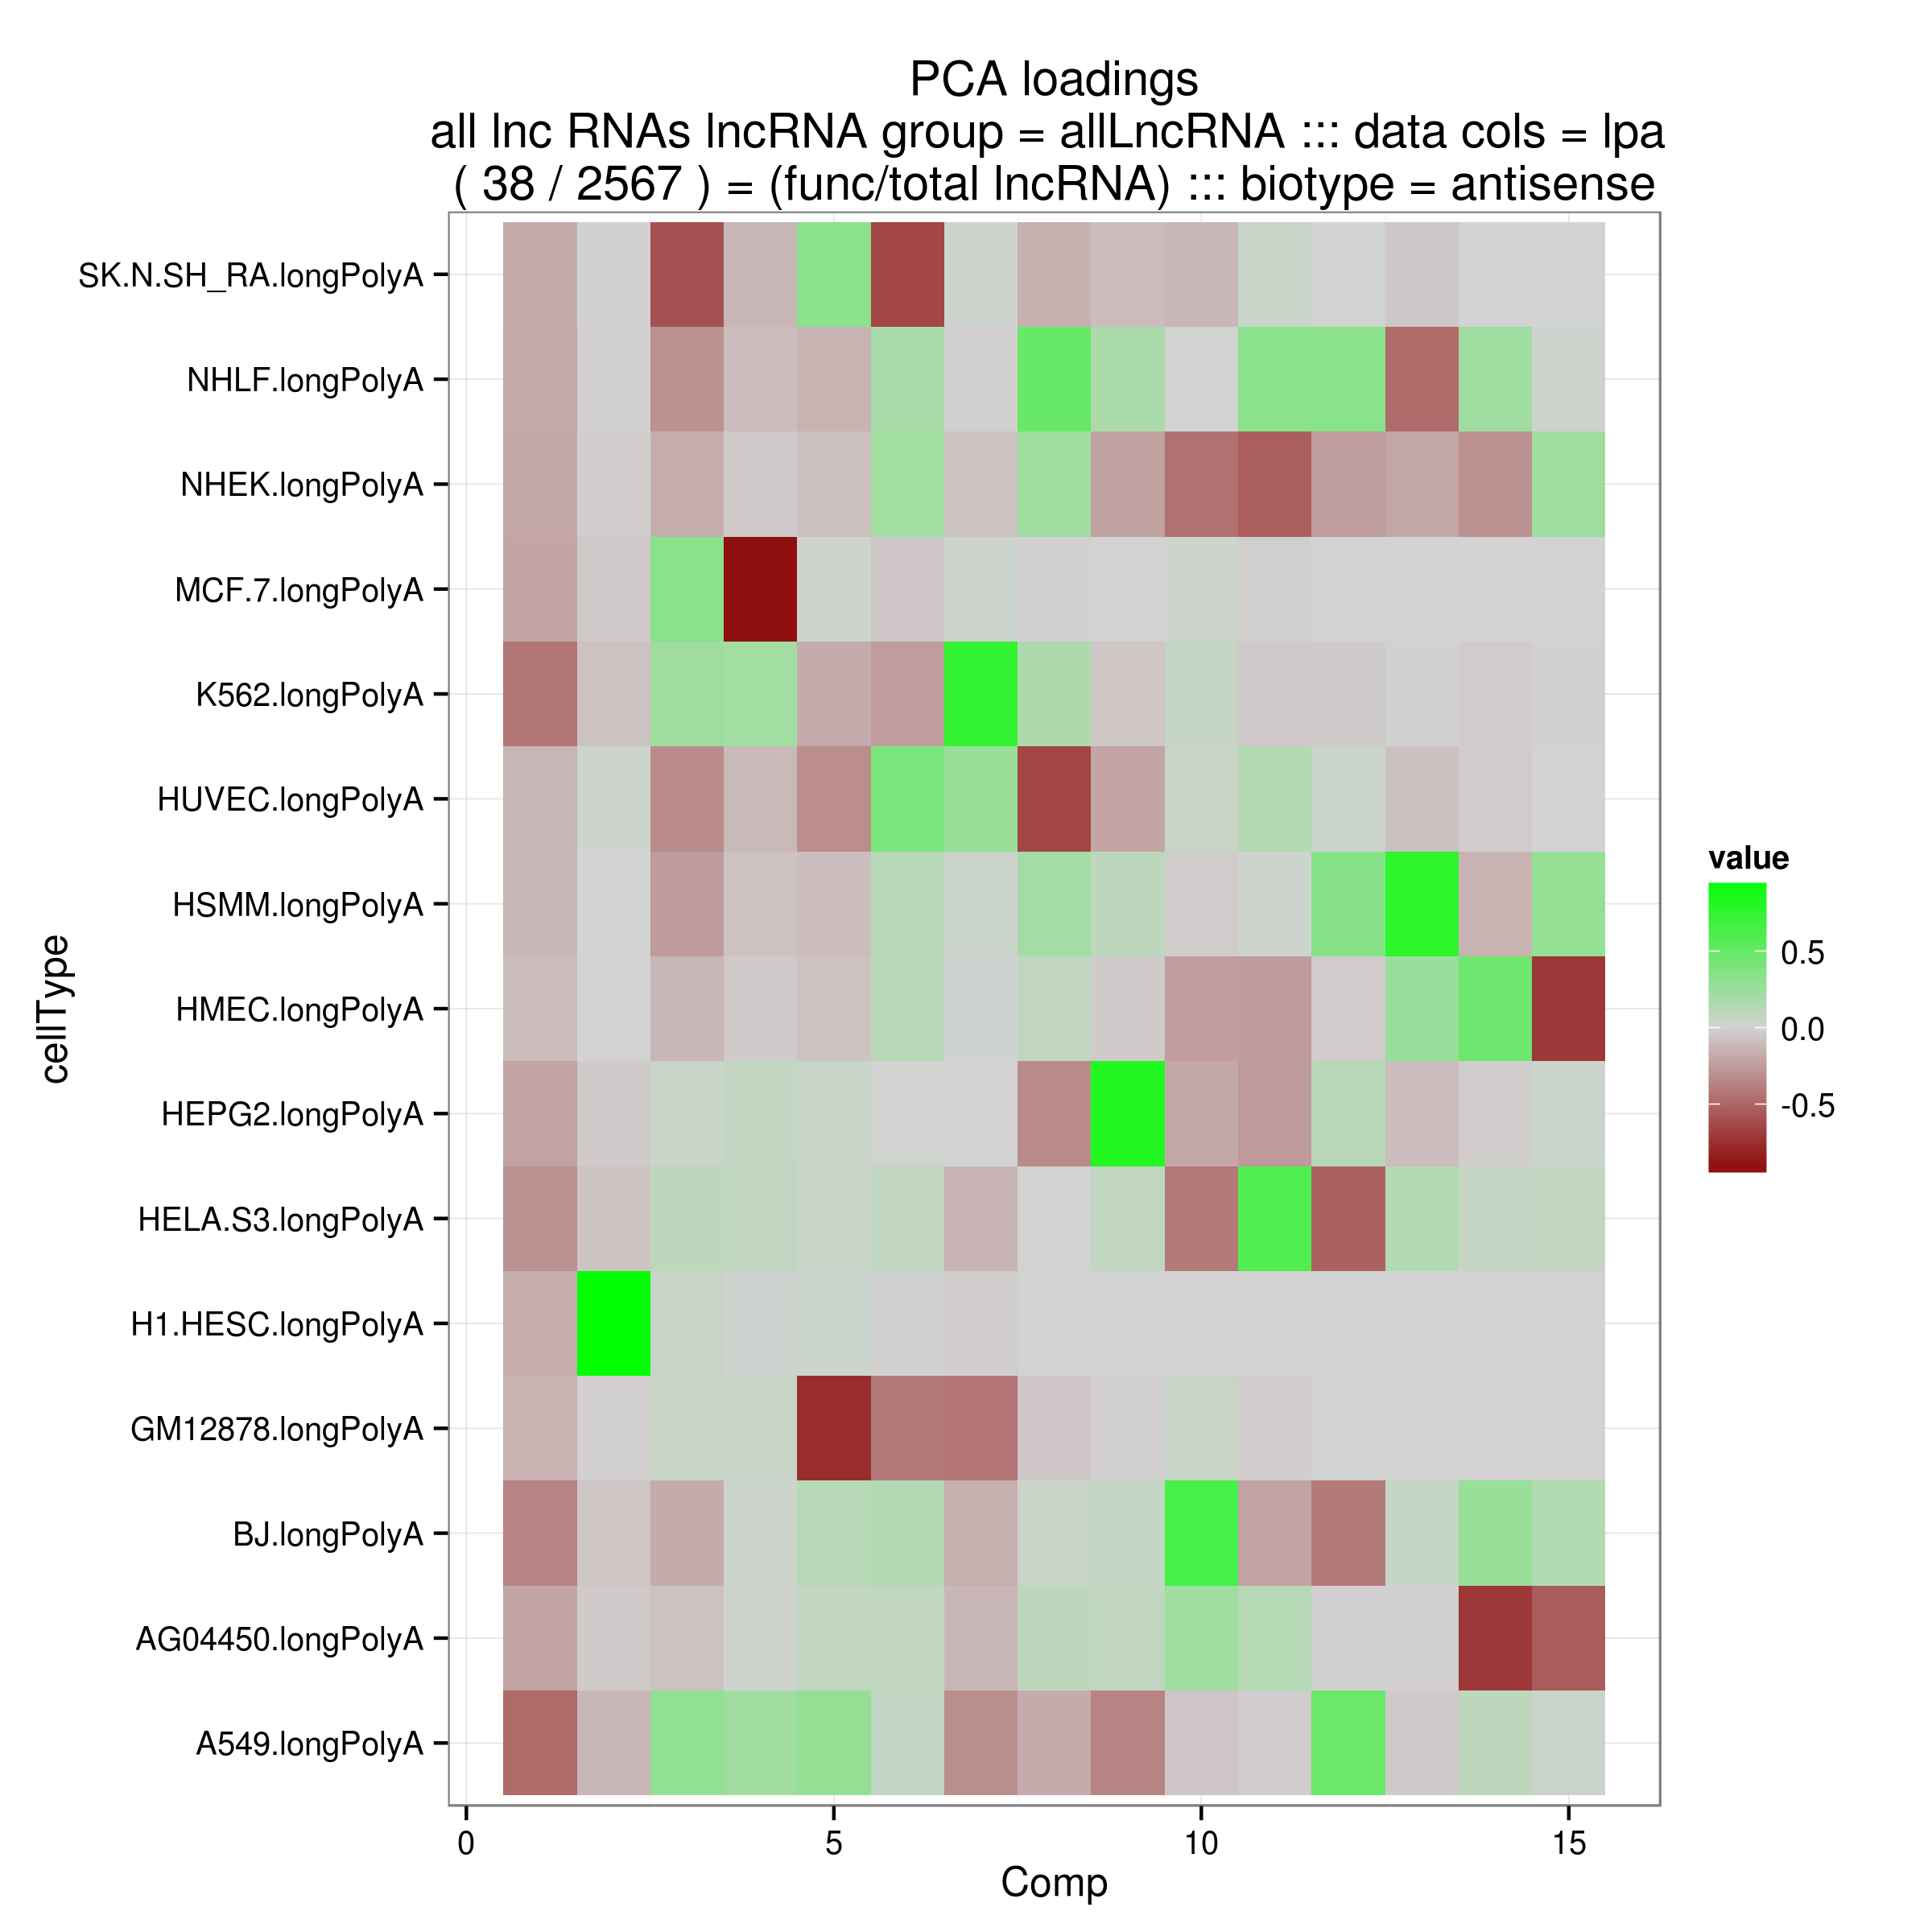 PCA loadings
all lnc RNAs lncRNA group = allLncRNA ::: data cols = lpa
( 38 / 2567 ) = (func/total lncRNA) ::: biotype = antisense
SK.N.SH_RA.longPolyA
NHLF.longPolyA
NHEK.longPolyA
MCF.7.longPolyA
K562.longPolyA
HUVEC.longPolyA
HSMM.longPolyA
HMEC.longPolyA
HEPG2.longPolyA
HELA.S3.longPolyA
H1.HESC.longPolyA
GM12878.longPolyA
BJ.longPolyA
AG04450.longPolyA
A549.longPolyA
cellType
0 5 10 15
Comp
value
0.5
0.0
-0.5